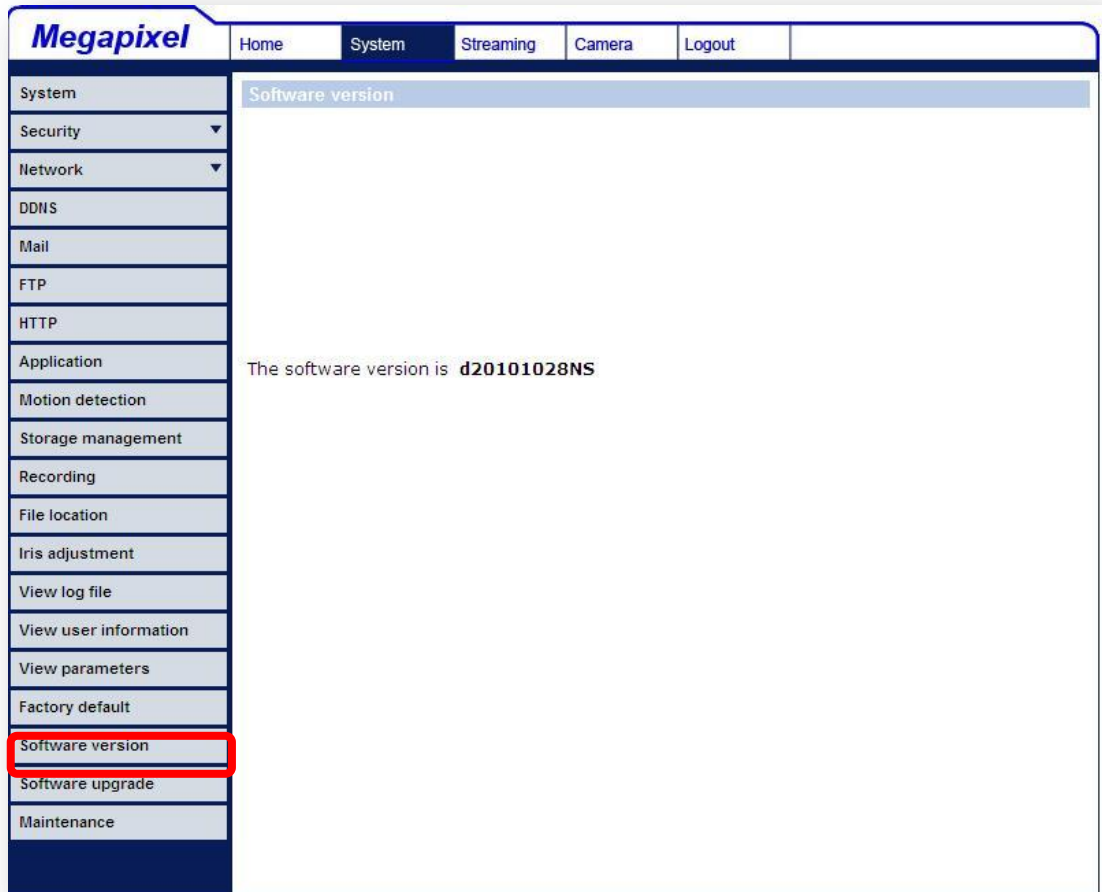 Megapixel
Home System Streaming Camera Logout
System
Security
Network
DDNS
Mail
FTP
HTTP
Application
Motion detection
Storage management
Recording
File location
Iris adjustment
View log file
View user information
View parameters
Factory default
Software version
Software upgrade
Maintenance
Software version
The software version is d20101028NS